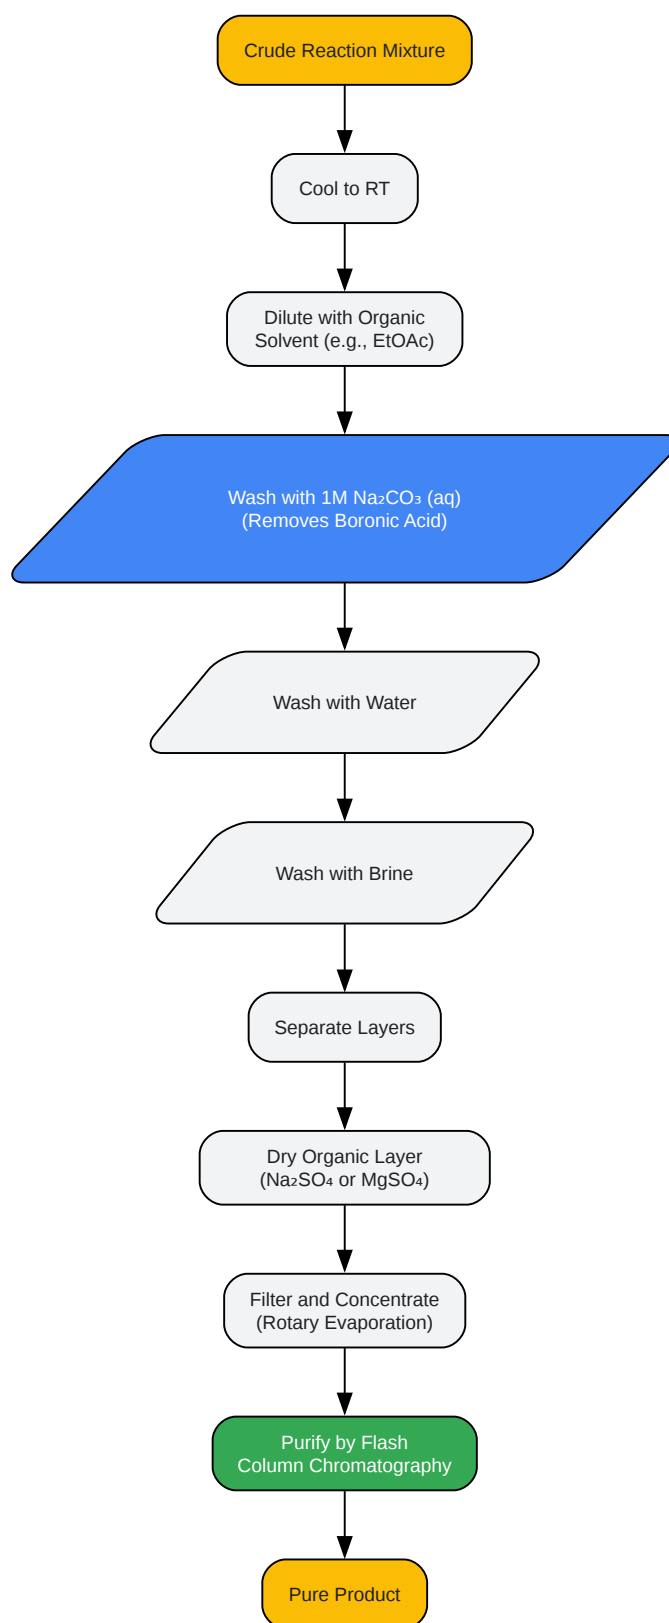 Crude Reaction Mixture
Cool to RT
Dilute with Organic
Solvent (e.g., EtOAc)
Wash with 1M Na₂CO₃ (aq)
(Removes Boronic Acid)
Wash with Water
Wash with Brine
Separate Layers
Dry Organic Layer
(Na₂SO₄ or MgSO₄)
Filter and Concentrate
(Rotary Evaporation)
Purify by Flash
Column Chromatography
Pure Product